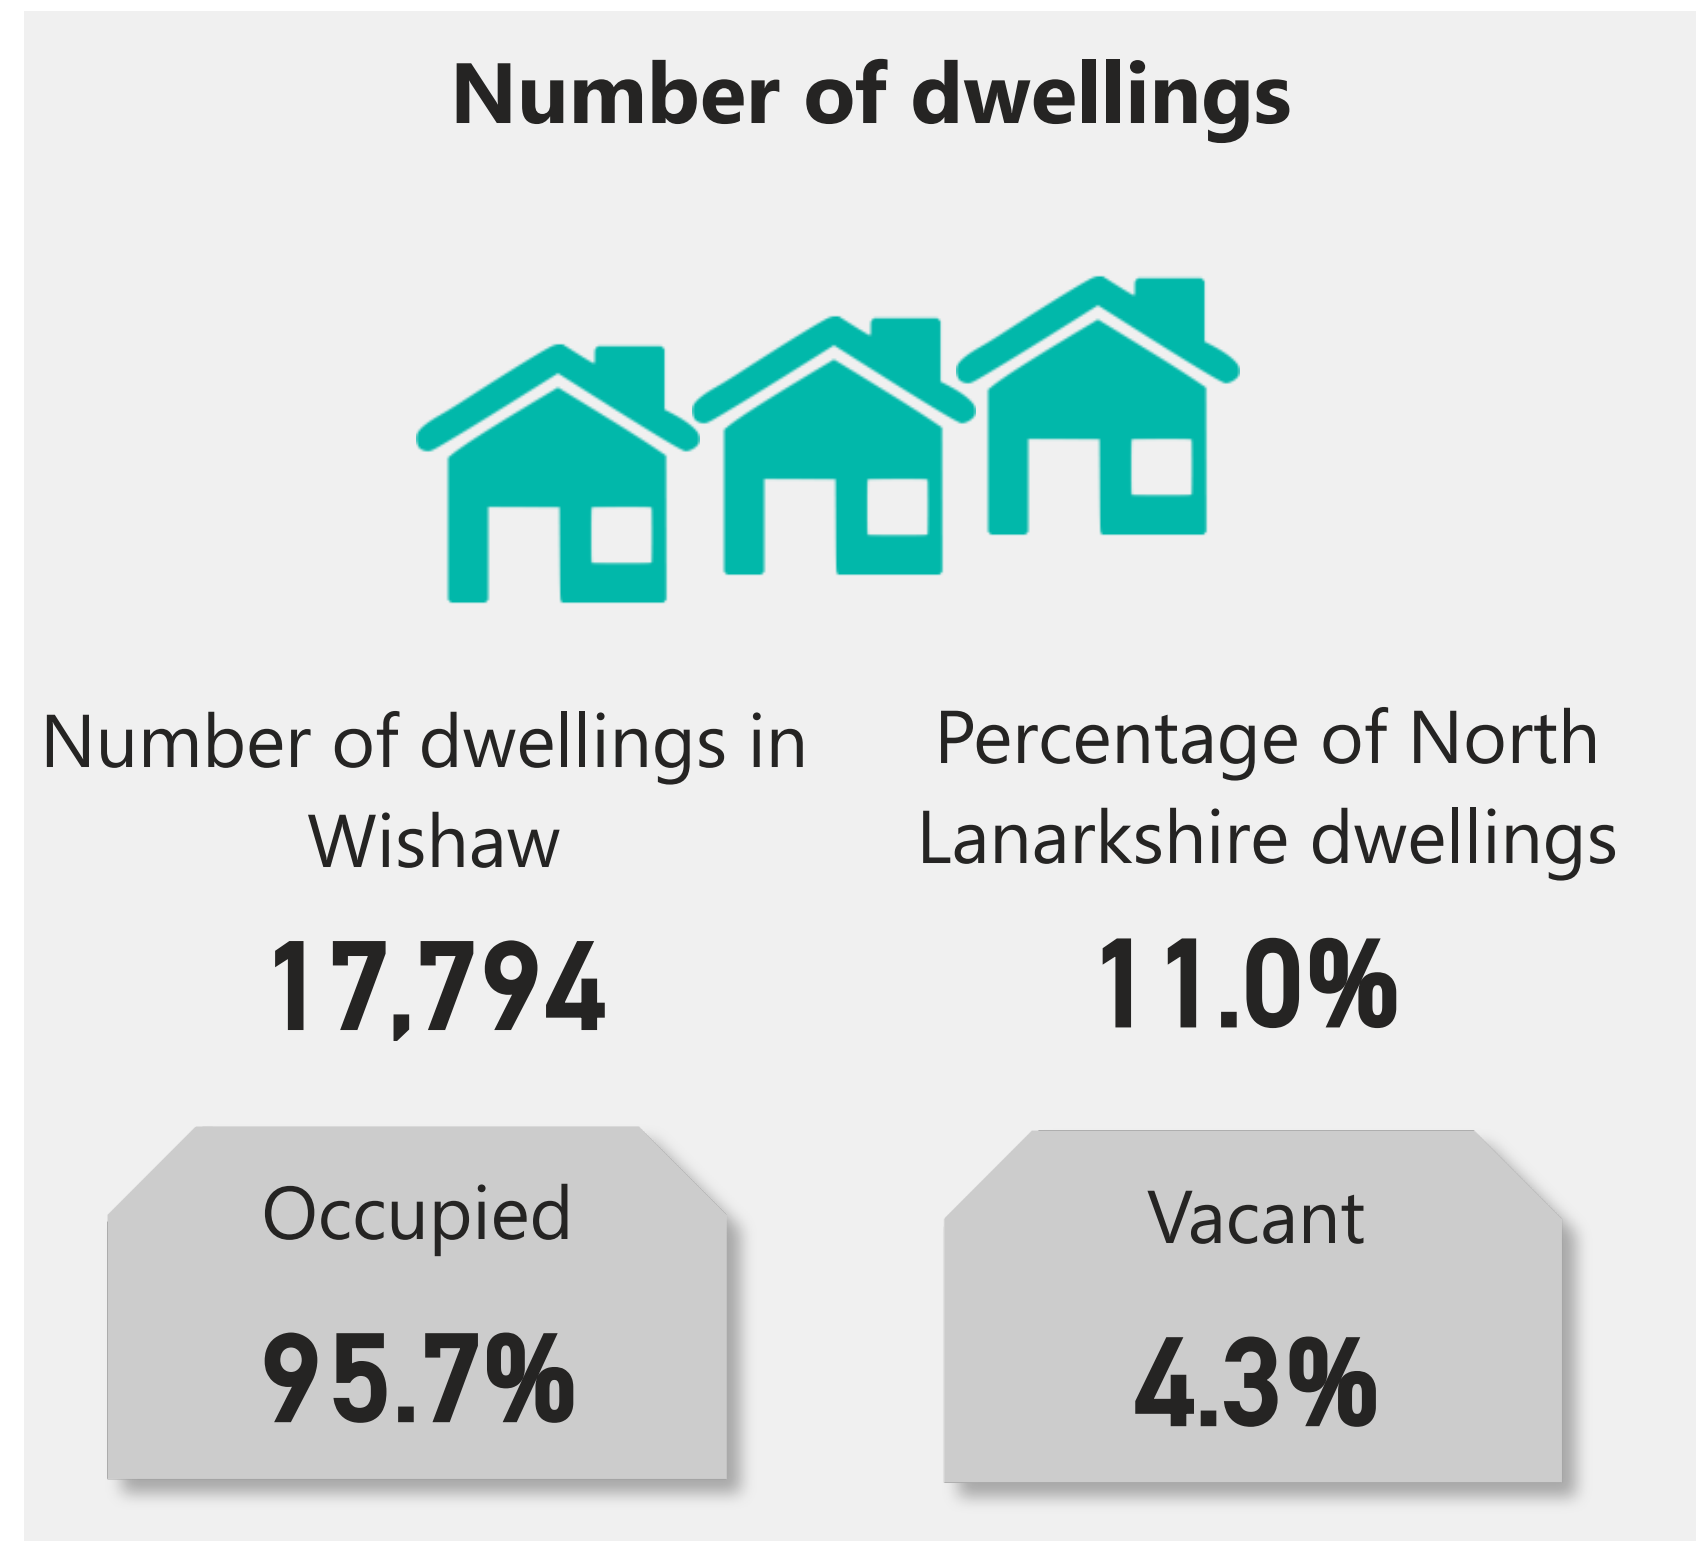 Number of dwellings
Number of dwellings in
Wishaw
17,794
Percentage of North
Lanarkshire dwellings
11.0%
Occupied
95.7%
Vacant
4.3%